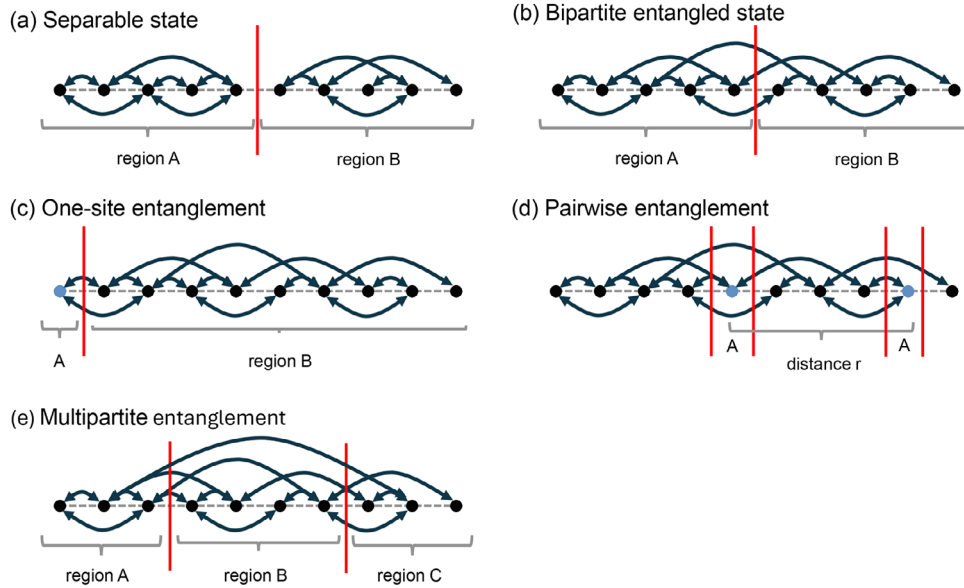 (a) Separable state
region A
region B
(b) Bipartite entangled state
region A
region B
(c) One-site entanglement
A
region B
(d) Pairwise entanglement
A
distance r
A
(e) Multipartite entanglement
region A
region B
region C